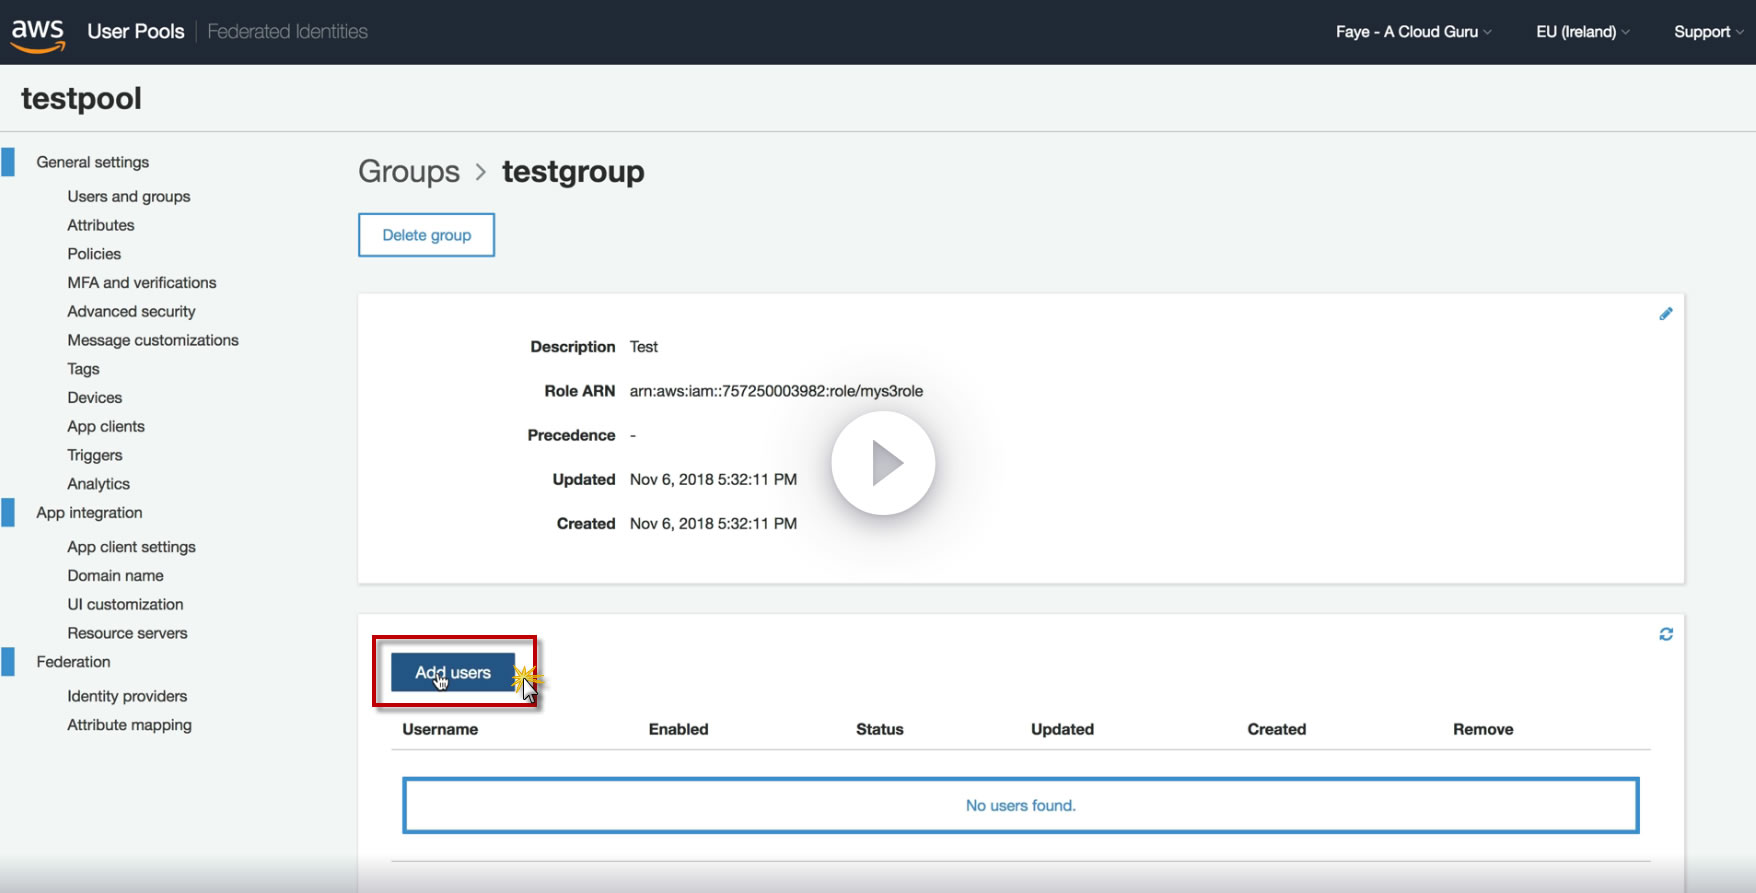 aws User Pools Federated Identities Faye - A Cloud Guru EU (Ireland) Support
testpool
General settings
Users and groups
Attributes
Policies
MFA and verifications
Advanced security
Message customizations
Tags
Devices
App clients
Triggers
Analytics
App integration
App client settings
Domain name
UI customization
Resource servers
Federation
Identity providers
Attribute mapping
Groups > testgroup
Delete group
Description Test
Role ARN arn:aws:iam::757250003982:role/mys3role
Precedence -
Updated Nov 6, 2018 5:32:11 PM
Created Nov 6, 2018 5:32:11 PM
Add users
Username Enabled Status Updated Created Remove
No users found.